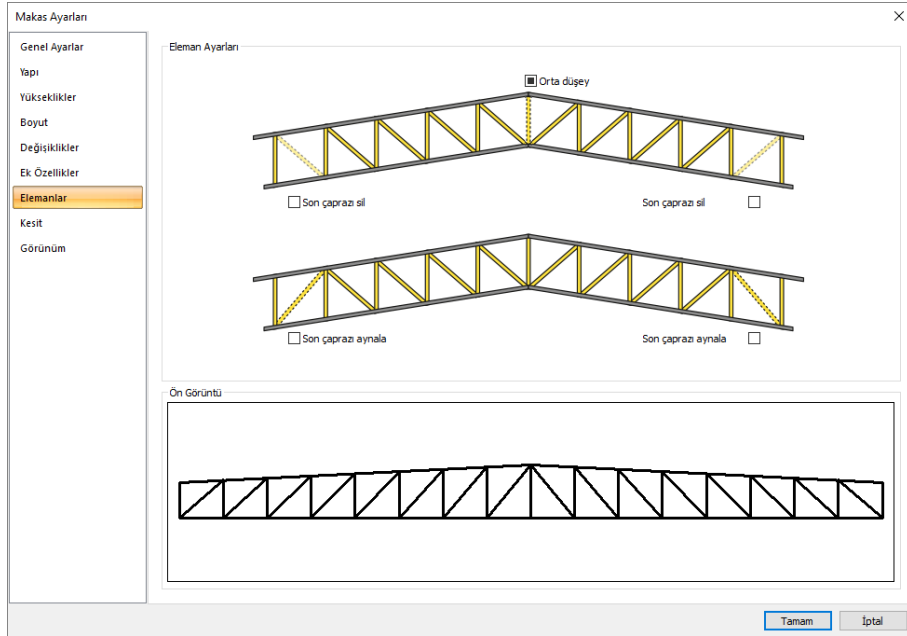 Makas Ayarları
Genel Ayarlar
Yapı
Yükseklikler
Boyut
Değişiklikler
Ek Özellikler
Elemanlar
Kesit
Görünüm
Eleman Ayarları
Orta düşey
Son çaprazı sil
Son çaprazı sil
Son çaprazı aynala
Son çaprazı aynala
Ön Görüntü
Tamam
İptal